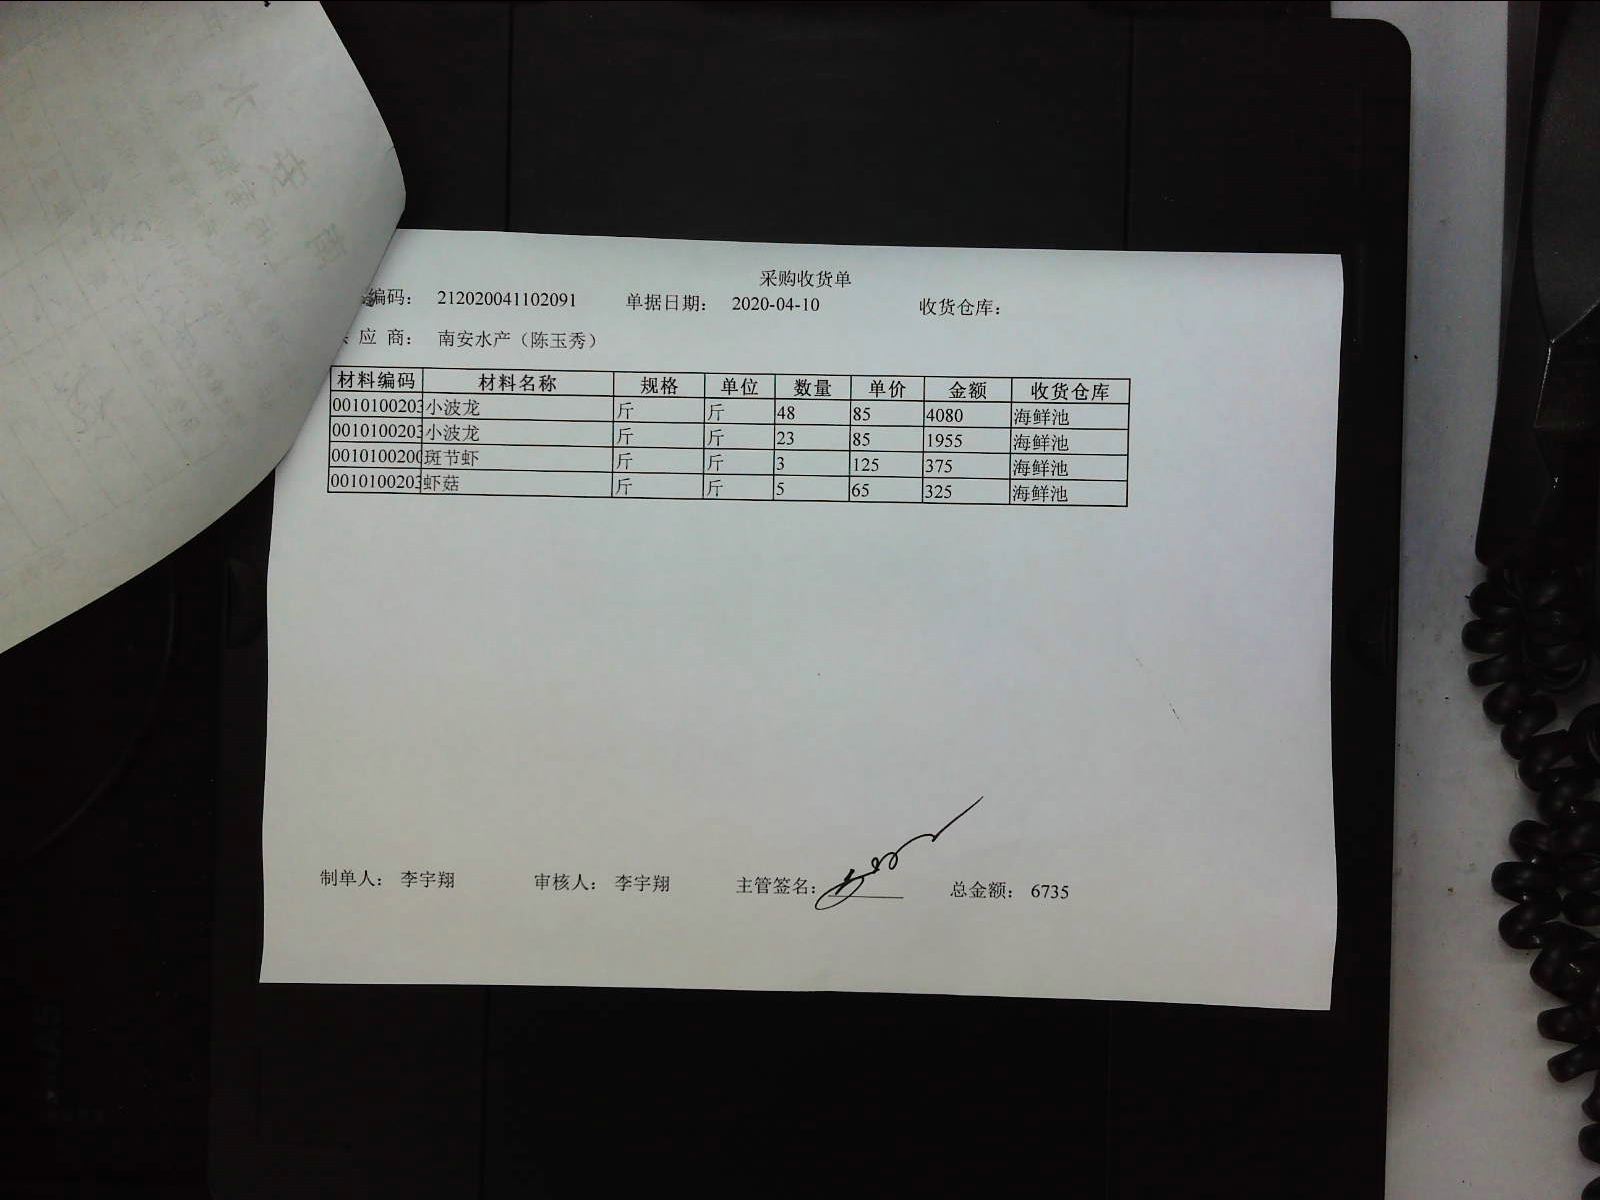 采购收货单
编码： 212020041102091 单据日期： 2020-04-10 收货仓库：
应 商： 南安水产（陈玉秀）
材料编码 材料名称 规格 单位 数量 单价 金额 收货仓库
0010100203 小波龙 斤 斤 48 85 4080 海鲜池
0010100203 小波龙 斤 斤 23 85 1955 海鲜池
0010100200 斑节虾 斤 斤 3 125 375 海鲜池
0010100203 虾菇 斤 斤 5 65 325 海鲜池
制单人： 李宇翔 审核人： 李宇翔 主管签名： 总金额： 6735